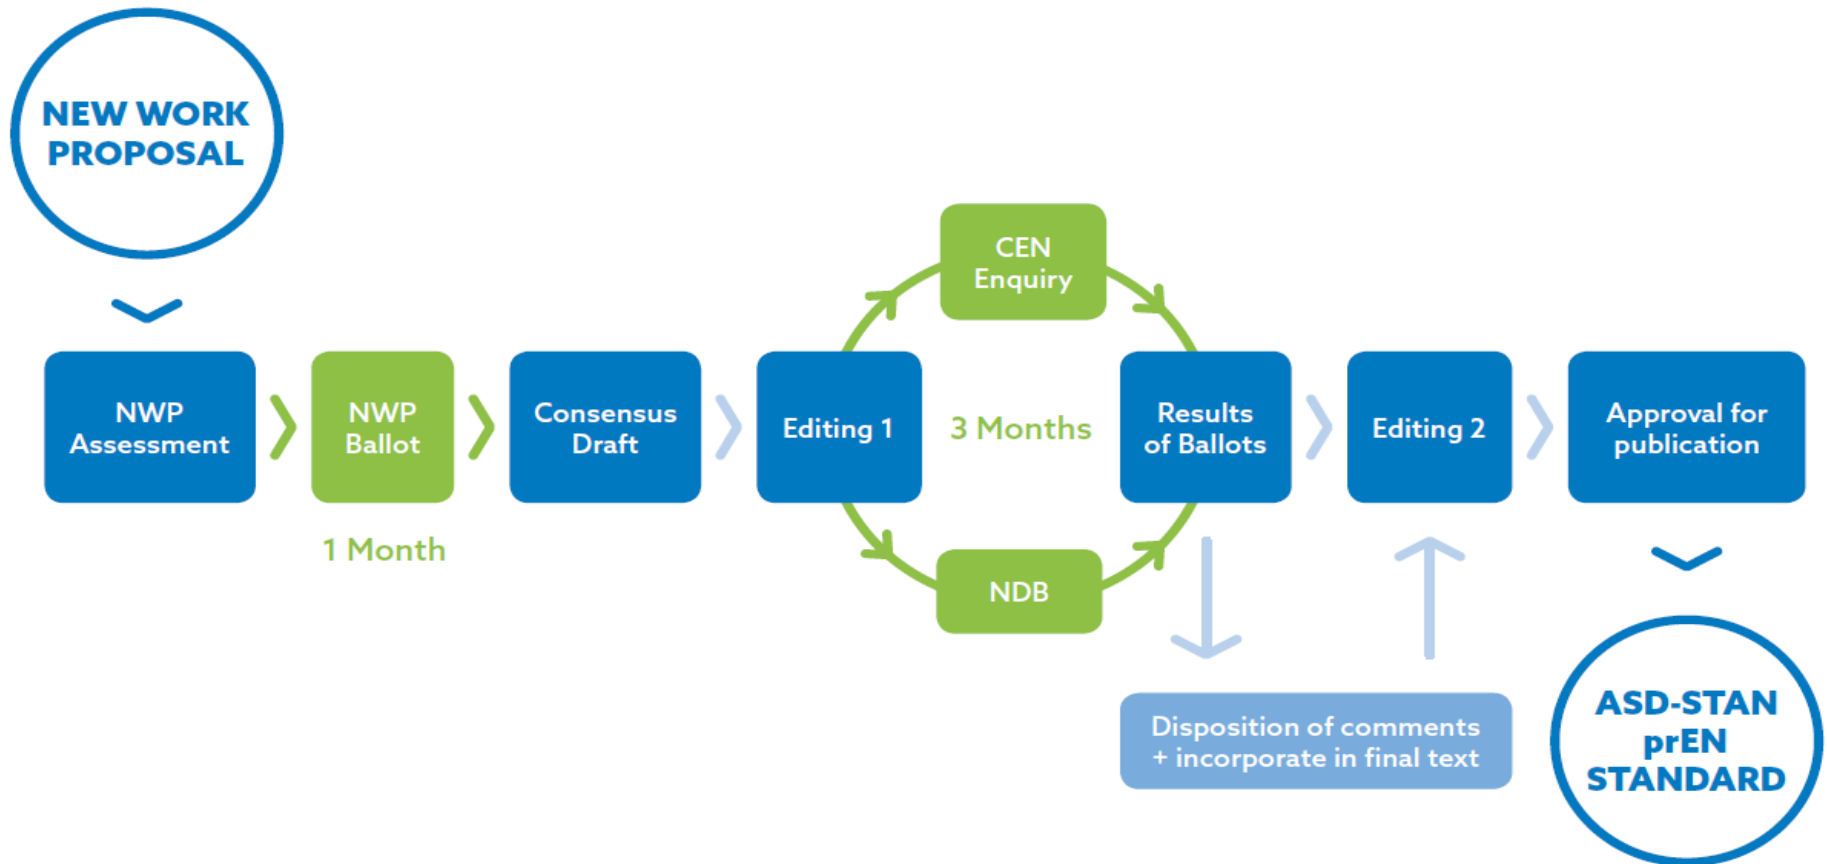 NEW WORK
PROPOSAL
NWP
Assessment
NWP
Ballot
1 Month
Consensus
Draft
Editing 1
CEN
Enquiry
3 Months
NDB
Results
of Ballots
Disposition of comments
+ incorporate in final text
Editing 2
Approval for
publication
ASD-STAN
prEN
STANDARD